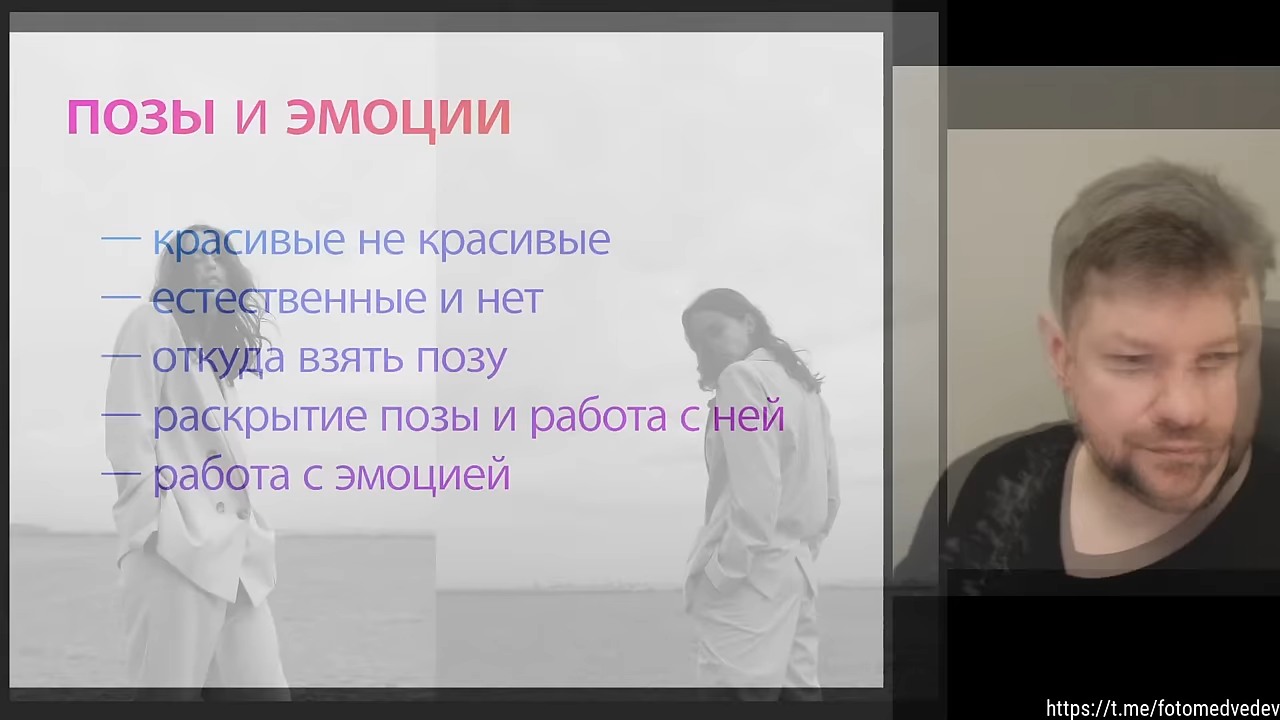 позы и эмоции
— красивые не красивые
— естественные и нет
— откуда взять позу
— раскрытие позы и работа с ней
— работа с эмоцией
https://t.me/fotomedvedev